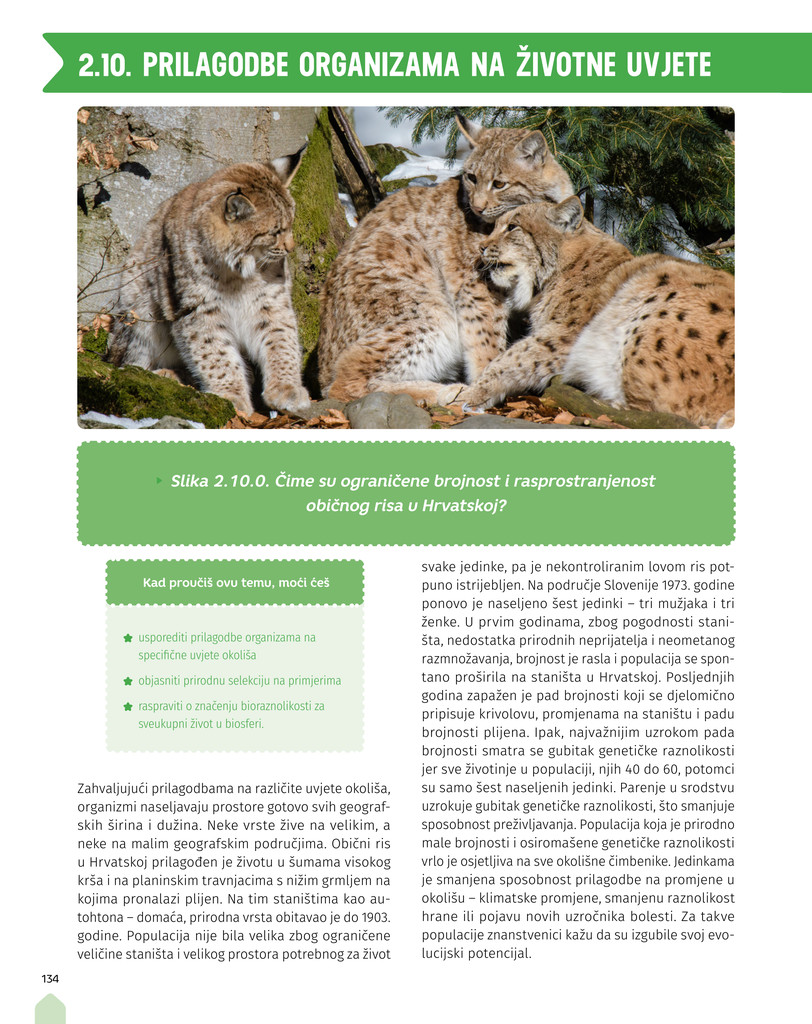 2.10. PRILAGODBE ORGANIZAMA NA ŽIVOTNE UVJETE
Slika 2.10.0. Čime su ograničene brojnost i rasprostranjenost
običnog risa u Hrvatskoj?
Kad proučiš ovu temu, moći ćeš
usporediti prilagodbe organizama na
specifične uvjete okoliša
objasniti prirodnu selekciju na primjerima
raspraviti o značenju bioraznolikosti za
sveukupni život u biosferi.
Zahvaljujući prilagodbama na različite uvjete okoliša,
organizmi naseljavaju prostore gotovo svih geograf-
skih širina i dužina. Neke vrste žive na velikim, a
neke na malim geografskim područjima. Obični ris
u Hrvatskoj prilagođen je životu u šumama visokog
krša i na planinskim travnjacima s nižim grmljem na
kojima pronalazi plijen. Na tim staništima kao au-
tohtona – domaća, prirodna vrsta obitavao je do 1903.
godine. Populacija nije bila velika zbog ograničene
veličine staništa i velikog prostora potrebnog za život
svake jedinke, pa je nekontroliranim lovom ris pot-
puno istrijebljen. Na područje Slovenije 1973. godine
ponovo je naseljeno šest jedinki – tri mužjaka i tri
ženke. U prvim godinama, zbog pogodnosti stani-
šta, nedostatka prirodnih neprijatelja i neometanog
razmnožavanja, brojnost je rasla i populacija se spon-
tano proširila na staništa u Hrvatskoj. Posljednjih
godina zapažen je pad brojnosti koji se djelomično
pripisuje krivolovu, promjenama na staništu i padu
brojnosti plijena. Ipak, najvažnijim uzrokom pada
brojnosti smatra se gubitak genetičke raznolikosti
jer sve životinje u populaciji, njih 40 do 60, potomci
su samo šest naseljenih jedinki. Parenje u srodstvu
uzrokuje gubitak genetičke raznolikosti, što smanjuje
sposobnost preživljavanja. Populacija koja je prirodno
male brojnosti i osiromašene genetičke raznolikosti
vrlo je osjetljiva na sve okolišne čimbenike. Jedinkama
je smanjena sposobnost prilagodbe na promjene u
okolišu – klimatske promjene, smanjenu raznolikost
hrane ili pojavu novih uzročnika bolesti. Za takve
populacije znanstvenici kažu da su izgubile svoj evo-
lucijski potencijal.
134